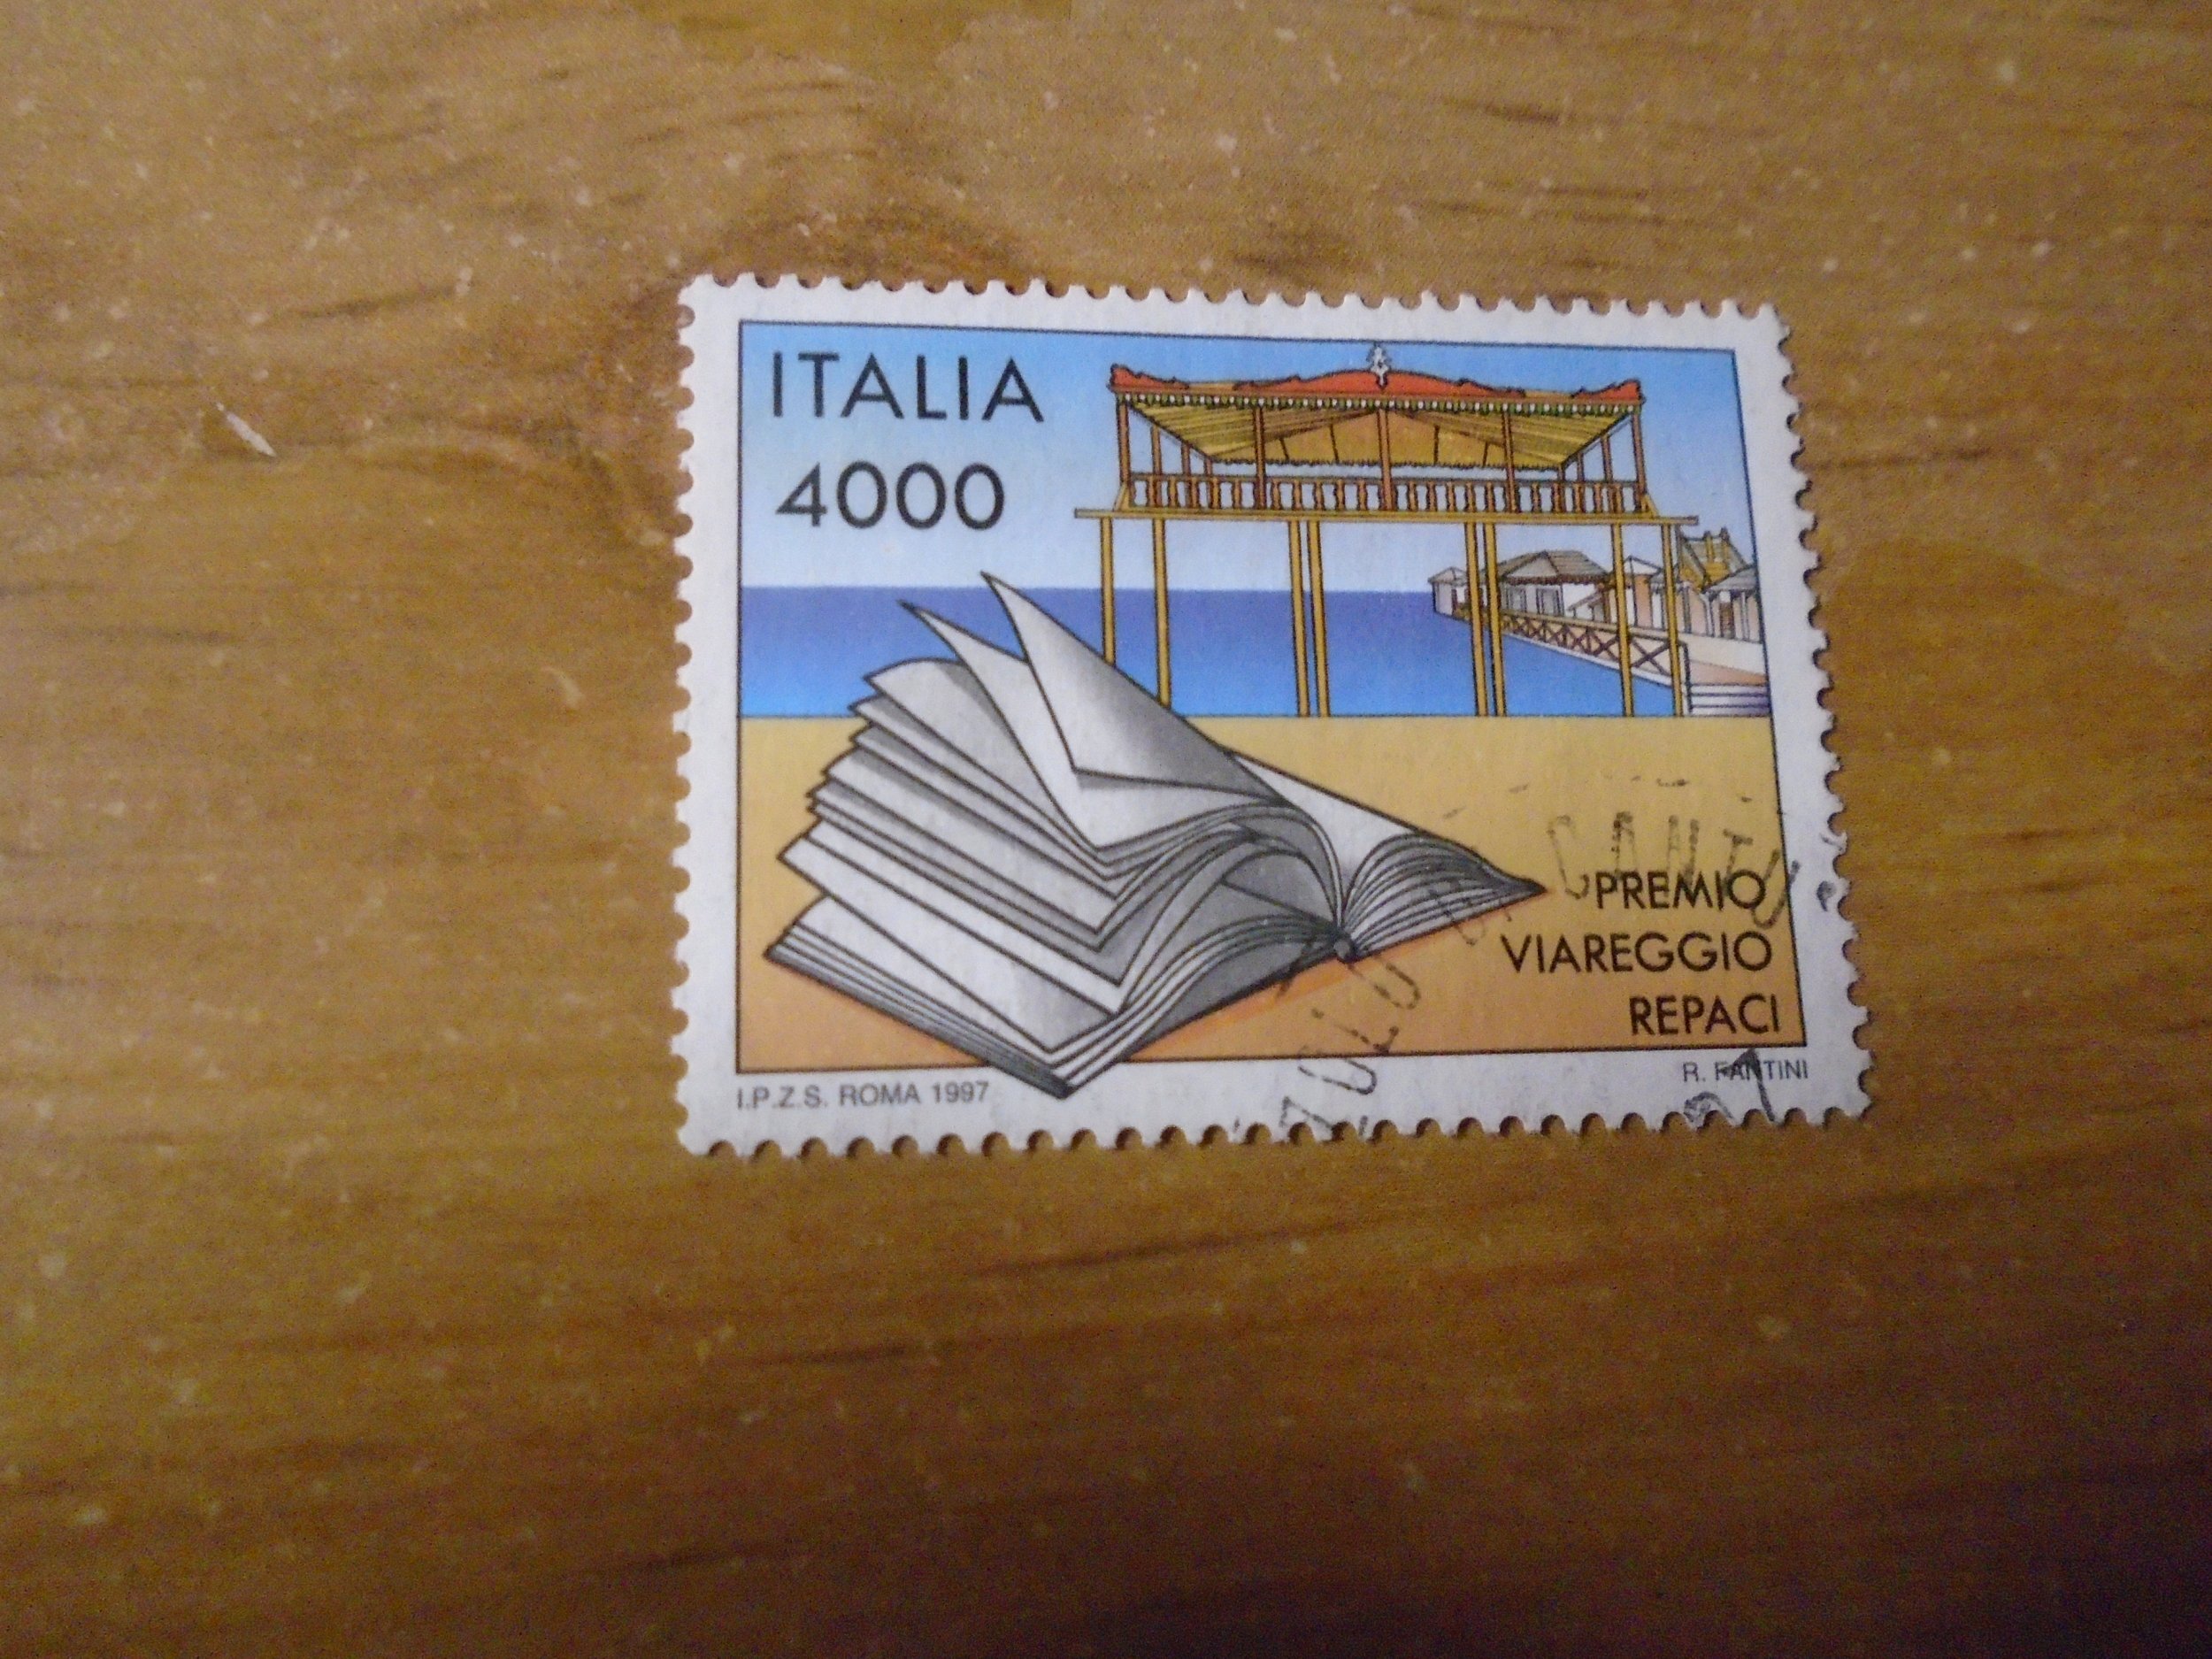 ITALIA
4000
PREMIO
VIAREGGIO
REPACI
I.P.Z.S. ROMA 1997
R. FANTINI